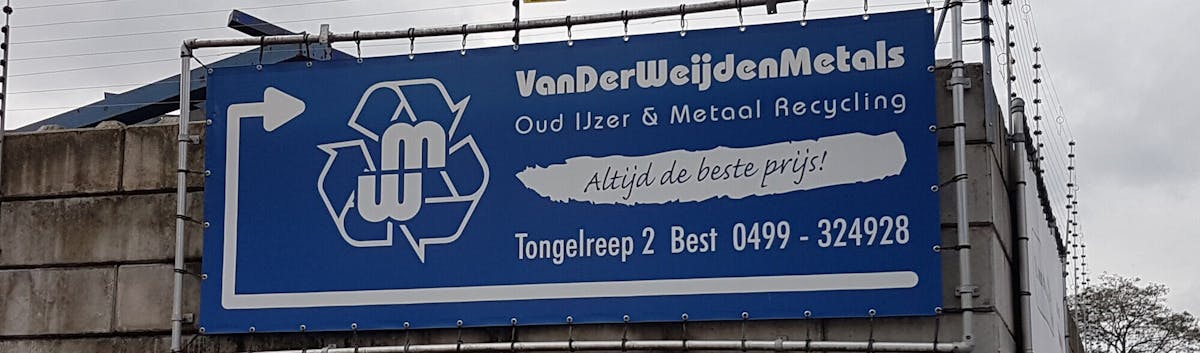 VanDerWeijdenMetals
Oud IJzer & Metaal Recycling
Altijd de beste prijs!
Tongelreep 2 Best 0499 - 324928